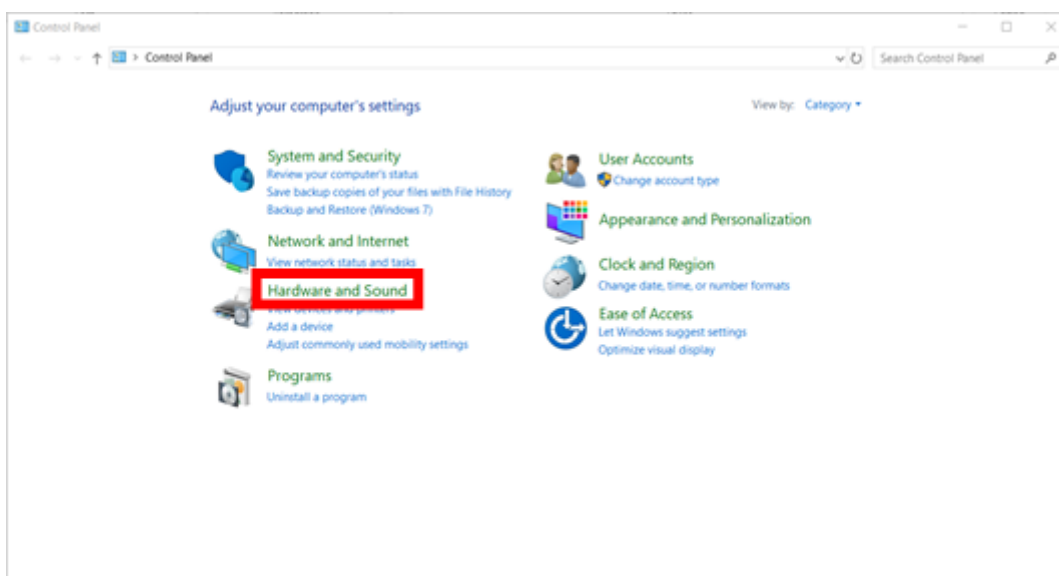 Control Panel
Control Panel
Search Control Panel
Adjust your computer's settings
View by: Category
System and Security
Review your computer's status
Save backup copies of your files with File History
Backup and Restore (Windows 7)
Network and Internet
View network status and tasks
Hardware and Sound
View devices and printers
Add a device
Adjust commonly used mobility settings
Programs
Uninstall a program
User Accounts
Change account type
Appearance and Personalization
Clock and Region
Change date, time, or number formats
Ease of Access
Let Windows suggest settings
Optimize visual display